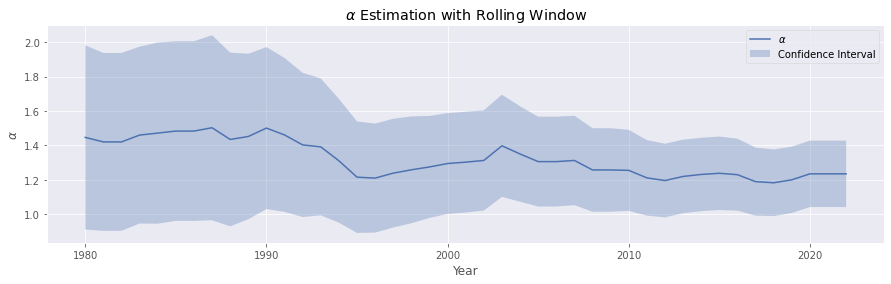 α Estimation with Rolling Window
α
Confidence Interval
2.0
1.8
1.6
1.4
1.2
1.0
α
1980
1990
2000
2010
2020
Year